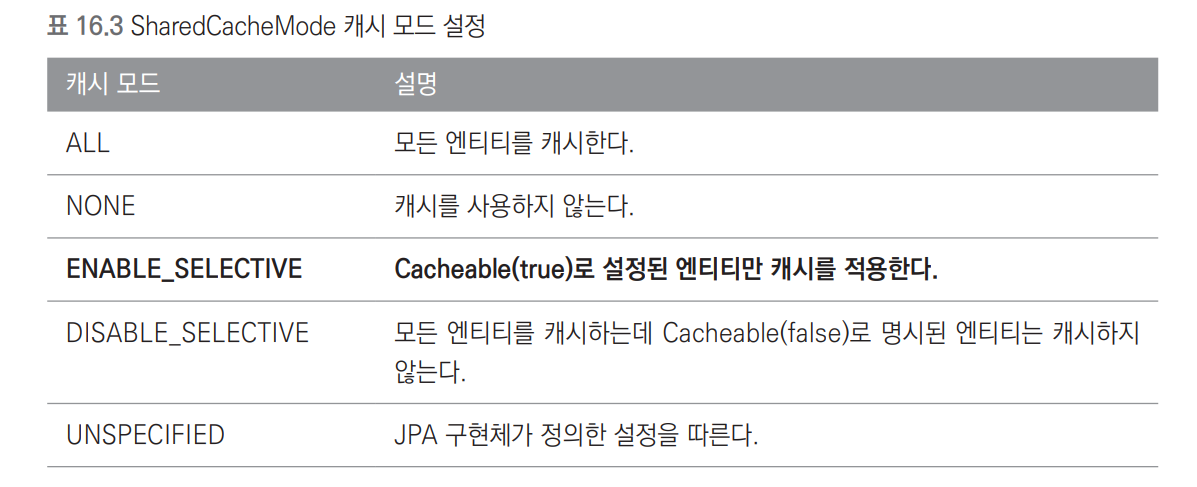 표 16.3 SharedCacheMode 캐시 모드 설정
캐시 모드 설명
ALL 모든 엔티티를 캐시한다.
NONE 캐시를 사용하지 않는다.
ENABLE_SELECTIVE Cacheable(true)로 설정된 엔티티만 캐시를 적용한다.
DISABLE_SELECTIVE 모든 엔티티를 캐시하는데 Cacheable(false)로 명시된 엔티티는 캐시하지
않는다.
UNSPECIFIED JPA 구현체가 정의한 설정을 따른다.